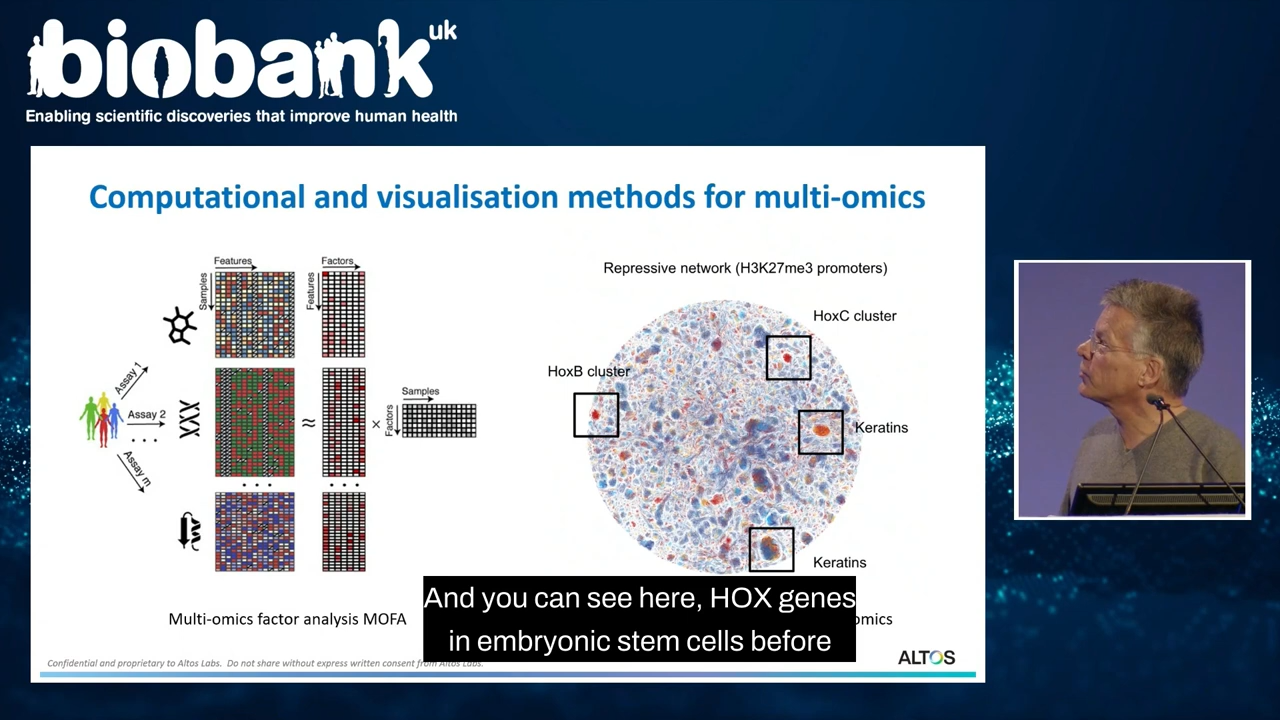 biobank uk
Enabling scientific discoveries that improve human health
Computational and visualisation methods for multi-omics
Features
Samples
Factors
Features
Assay 1
Assay 2
. . .
Assay m
≈
×
Samples
Factors
. . .
. . .
Multi-omics factor analysis MOFA
Repressive network (H3K27me3 promoters)
HoxC cluster
HoxB cluster
Keratins
Keratins
omics
And you can see here, HOX genes
in embryonic stem cells before
Confidential and proprietary to Altos Labs. Do not share without express written consent from Altos Labs.
ALTOS